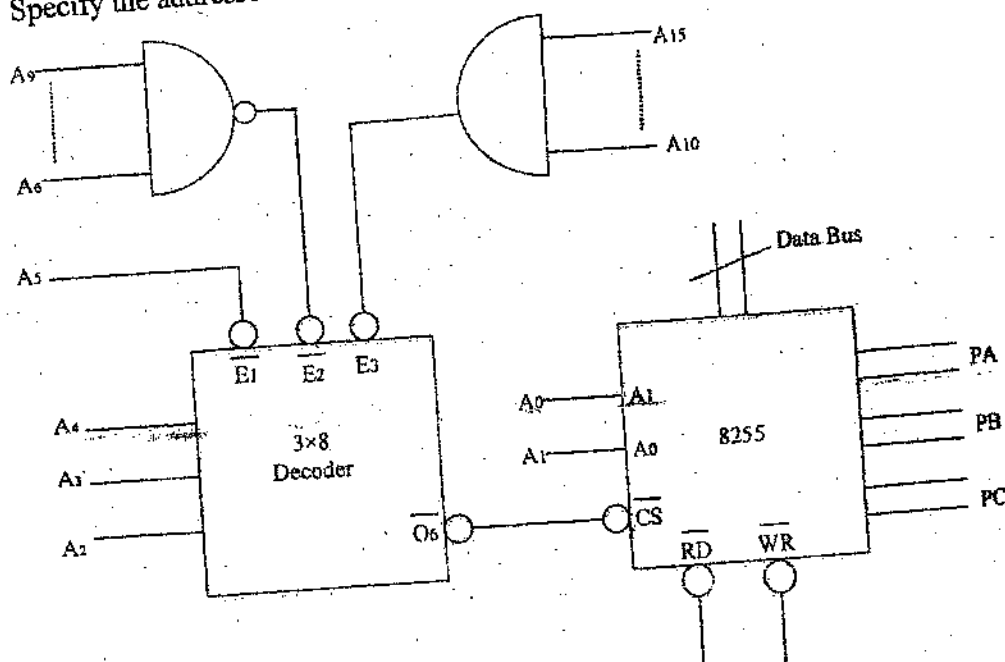 Specify the address
A9
A15
A10
A6
Data Bus
A5
E1 E2 E3
PA
A0 A1
A4
8255
PB
3×8
A1 A0
Decoder
A3
PC
O6 CS
A2
RD WR